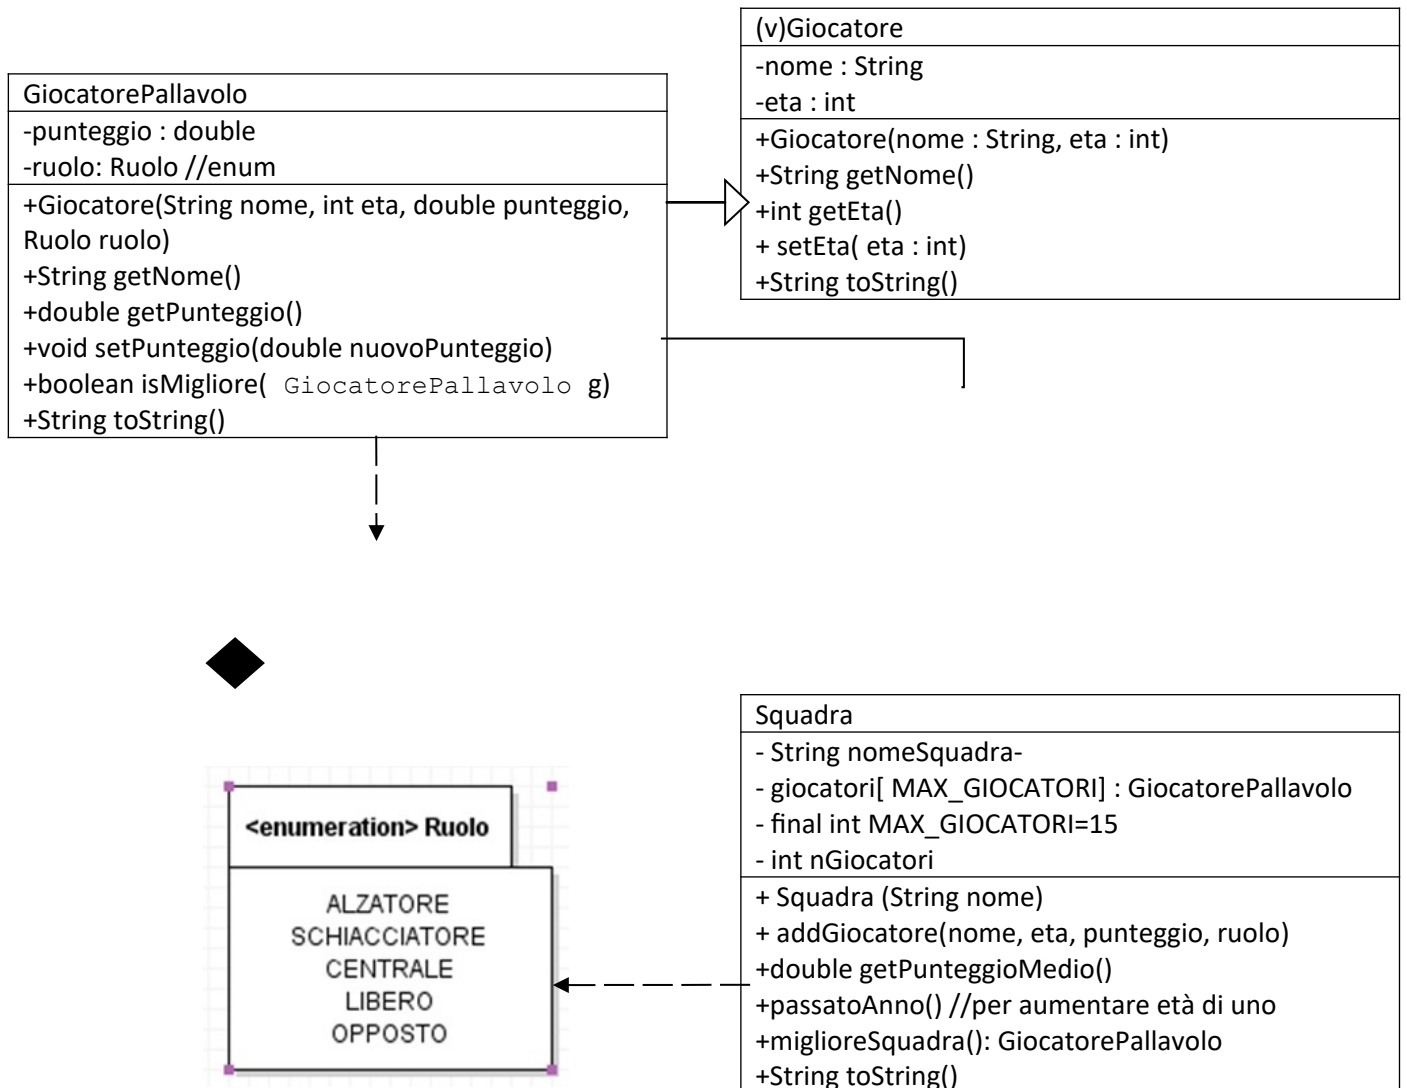 (v)Giocatore
-nome : String
-eta : int
+Giocatore(nome : String, eta : int)
+String getNome()
+int getEta()
+ setEta( eta : int)
+String toString()
GiocatorePallavolo
-punteggio : double
-ruolo: Ruolo //enum
+Giocatore(String nome, int eta, double punteggio,
Ruolo ruolo)
+String getNome()
+double getPunteggio()
+void setPunteggio(double nuovoPunteggio)
+boolean isMigliore( GiocatorePallavolo g)
+String toString()
<enumeration> Ruolo
ALZATORE
SCHIACCIATORE
CENTRALE
LIBERO
OPPOSTO
Squadra
- String nomeSquadra-
- giocatori[ MAX_GIOCATORI] : GiocatorePallavolo
- final int MAX_GIOCATORI=15
- int nGiocatori
+ Squadra (String nome)
+ addGiocatore(nome, eta, punteggio, ruolo)
+double getPunteggioMedio()
+passatoAnno() //per aumentare età di uno
+miglioreSquadra(): GiocatorePallavolo
+String toString()